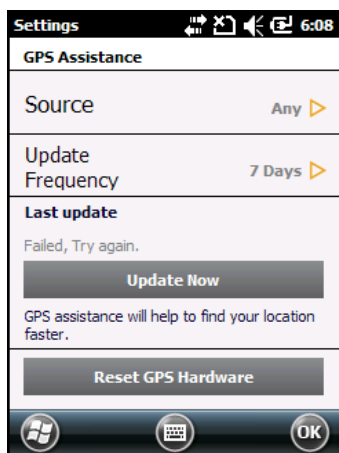 Settings 6:08
GPS Assistance
Source Any
Update
Frequency 7 Days
Last update
Failed, Try again.
Update Now
GPS assistance will help to find your location
faster.
Reset GPS Hardware
OK